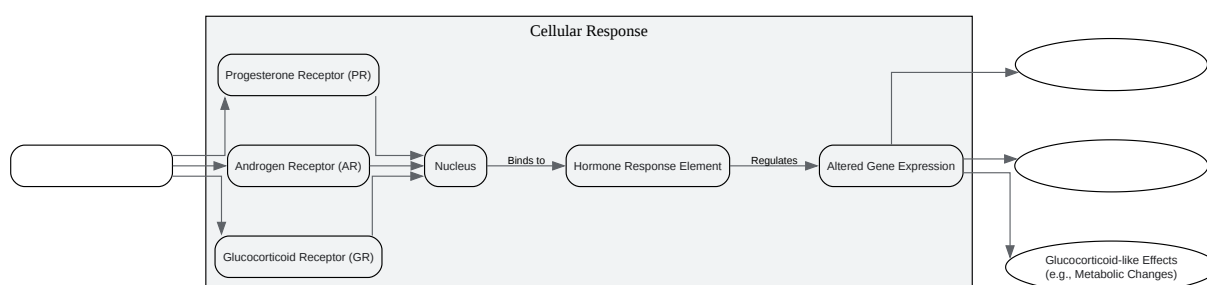 Cellular Response
Progesterone Receptor (PR)
Androgen Receptor (AR)
Nucleus
Binds to
Hormone Response Element
Regulates
Altered Gene Expression
Glucocorticoid Receptor (GR)
Glucocorticoid-like Effects
(e.g., Metabolic Changes)